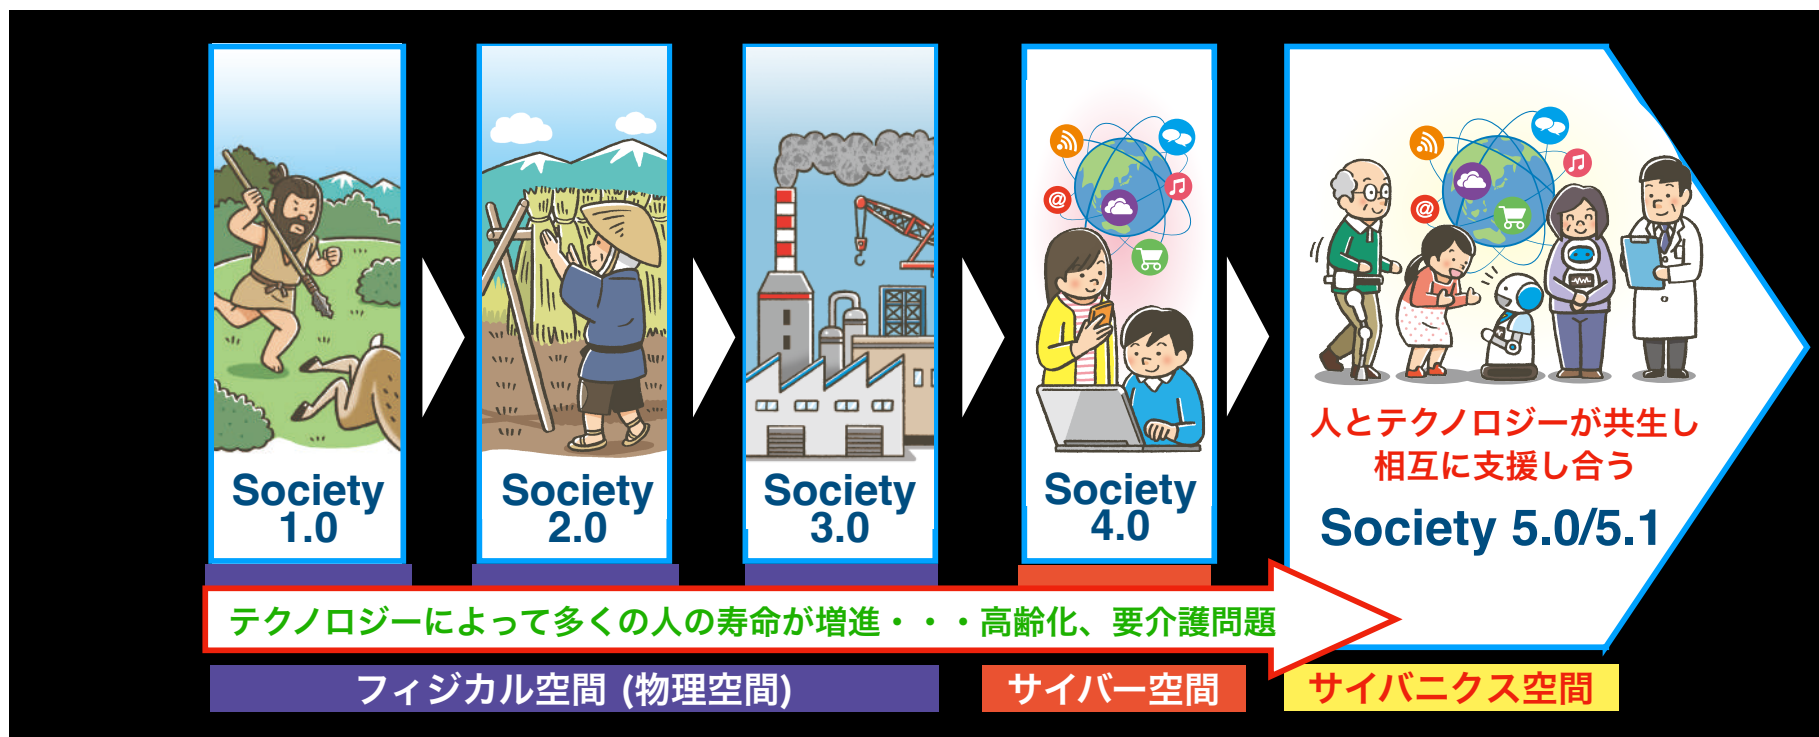 Society
1.0
Society
2.0
Society
3.0
Society
4.0
人とテクノロジーが共生し
相互に支援し合う
Society 5.0/5.1
テクノロジーによって多くの人の寿命が増進・・・高齢化、要介護問題
フィジカル空間 (物理空間)
サイバー空間
サイバニクス空間
@
@